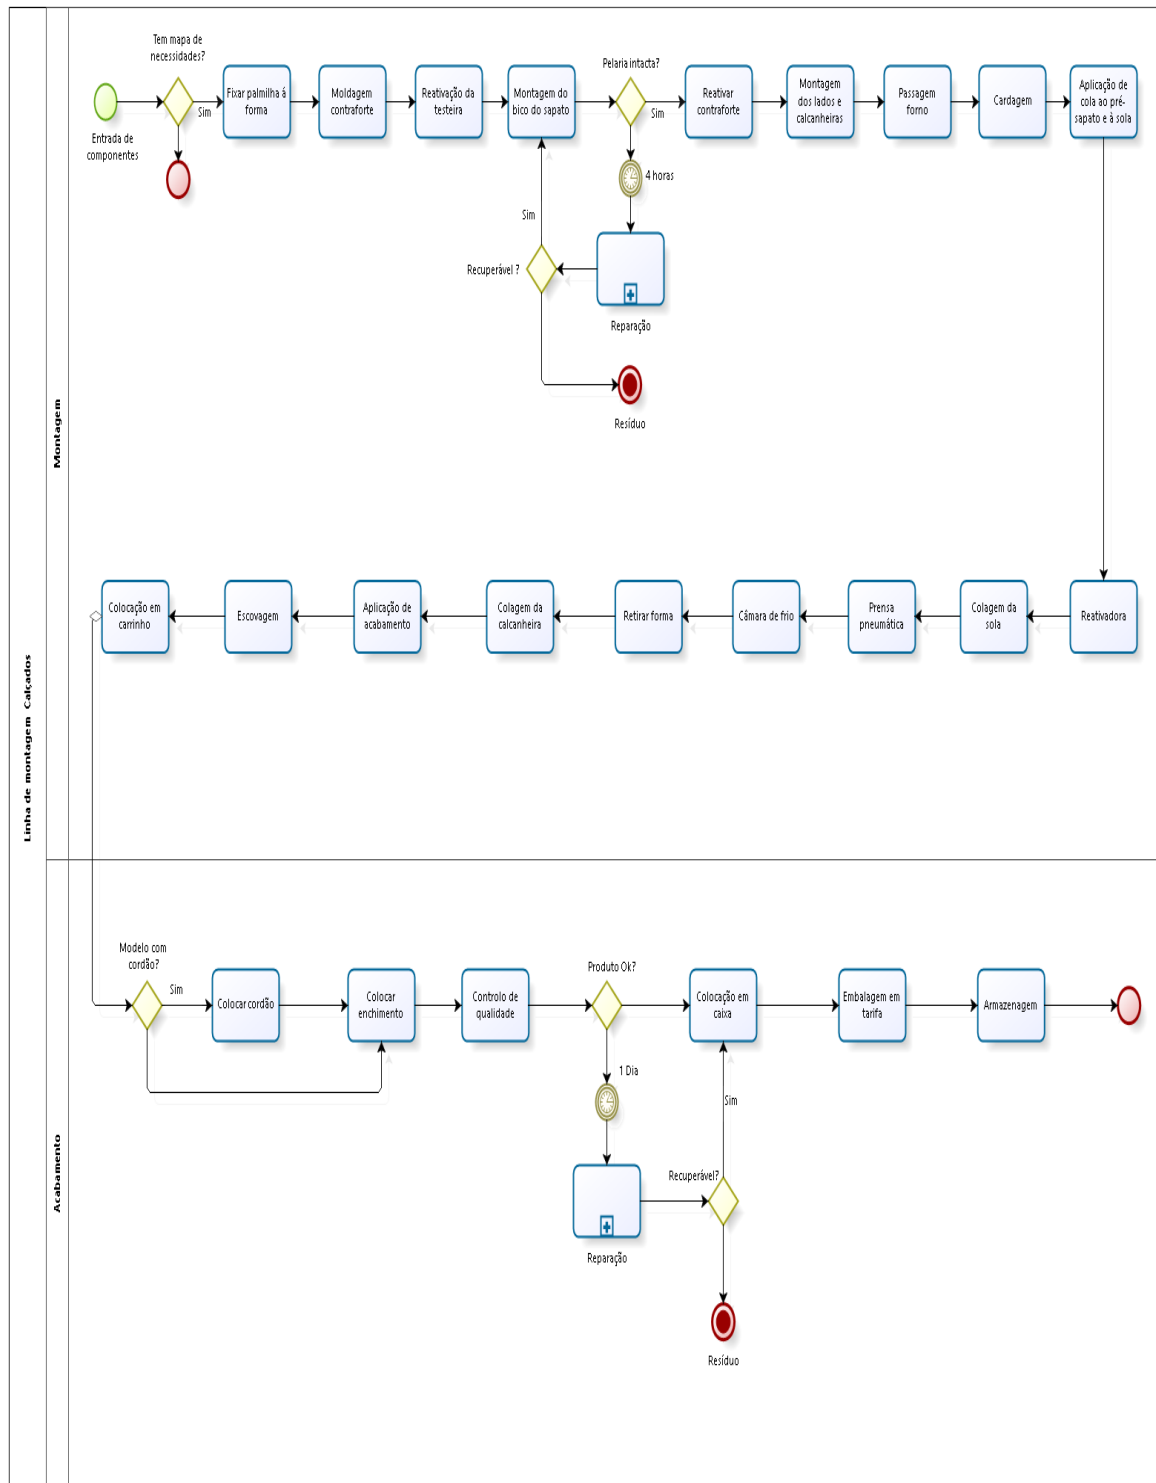 Linha de montagem Calçados
Montagem
Tem mapa de
necessidades?
Sim
Entrada de
componentes
Fixar palmilha á
forma
Moldagem
contraforte
Reativação da
testeira
Montagem do
bico do sapato
Pelaria intacta?
Sim
Reativar
contraforte
Montagem
dos lados e
calcanheiras
Passagem
forno
Cardagem
Aplicação de
cola ao pré-
sapato e à sola
4 horas
Sim
Recuperável ?
Reparação
Resíduo
Colocação em
carrinho
Escovagem
Aplicação de
acabamento
Colagem da
calcanheira
Retirar forma
Câmara de frio
Prensa
pneumática
Colagem da
sola
Reativadora
Acabamento
Modelo com
cordão?
Sim
Colocar cordão
Colocar
enchimento
Controlo de
qualidade
Produto Ok?
Colocação em
caixa
Embalagem em
tarifa
Armazenagem
1 Dia
Sim
Recuperável?
Reparação
Resíduo